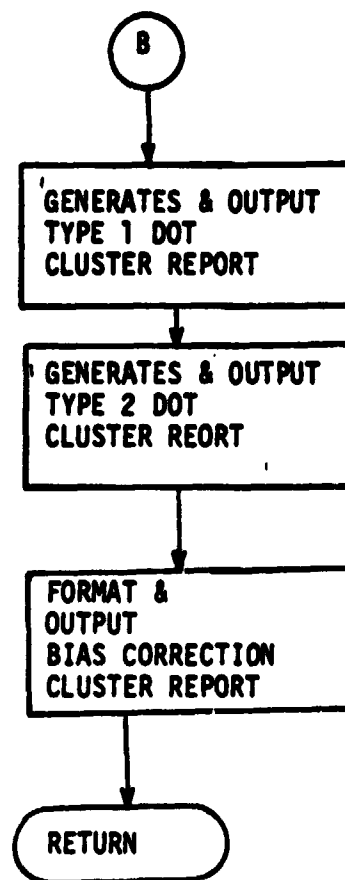 B
GENERATES & OUTPUT
TYPE 1 DOT
CLUSTER REPORT
GENERATES & OUTPUT
TYPE 2 DOT
CLUSTER REORT
FORMAT &
OUTPUT
BIAS CORRECTION
CLUSTER REPORT
RETURN